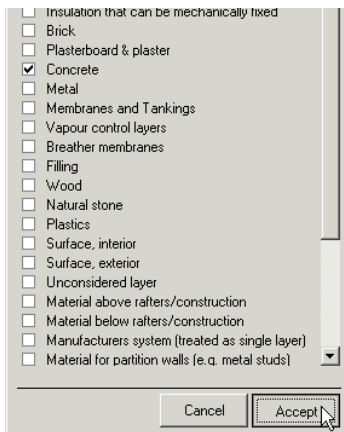 Insulation that can be mechanically fixed
Brick
Plasterboard & plaster
Concrete
Metal
Membranes and Tankings
Vapour control layers
Breather membranes
Filling
Wood
Natural stone
Plastics
Surface, interior
Surface, exterior
Unconsidered layer
Material above rafters/construction
Material below rafters/construction
Manufacturers system (treated as single layer)
Material for partition walls (e.g. metal studs)
Cancel Accept